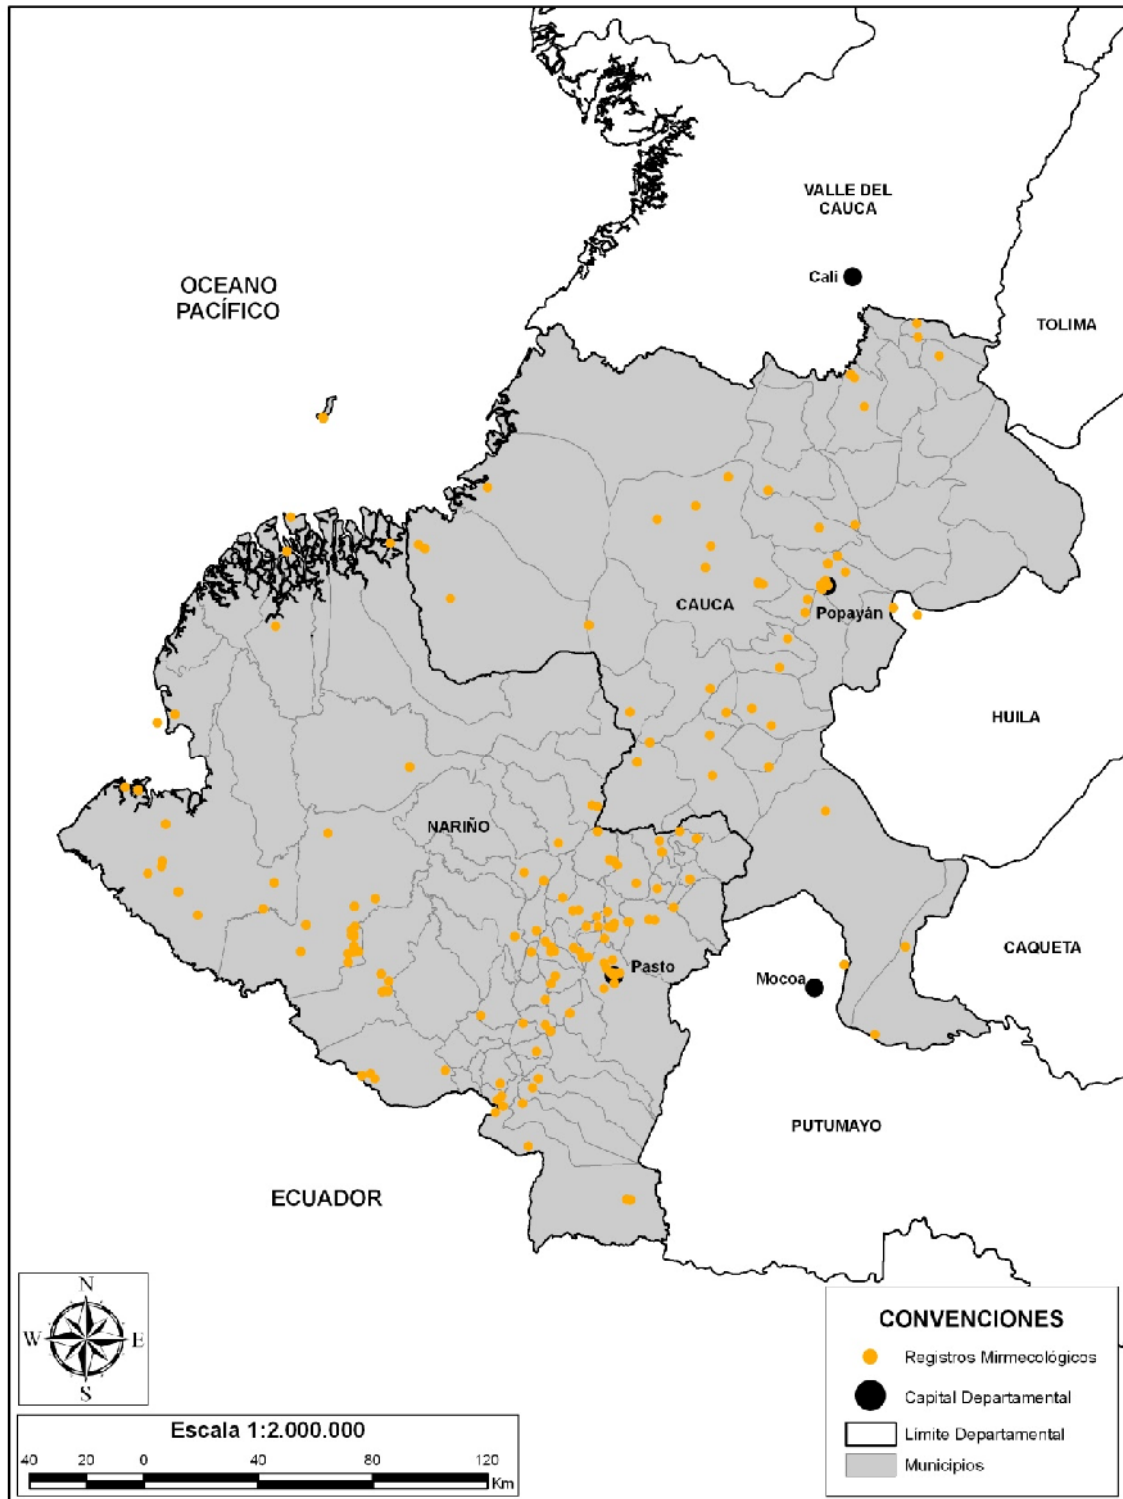 VALLE DEL
CAUCA
Cali
OCEANO
PACÍFICO
TOLIMA
CAUCA
Popayán
HUILA
NARIÑO
CAQUETA
Pasto
Mocoa
PUTUMAYO
ECUADOR
N
W
E
S
CONVENCIONES
Registros Mirmecológicos
Capital Departamental
Límite Departamental
Municipios
Escala 1:2.000.000
40 20 0 40 80 120
Km